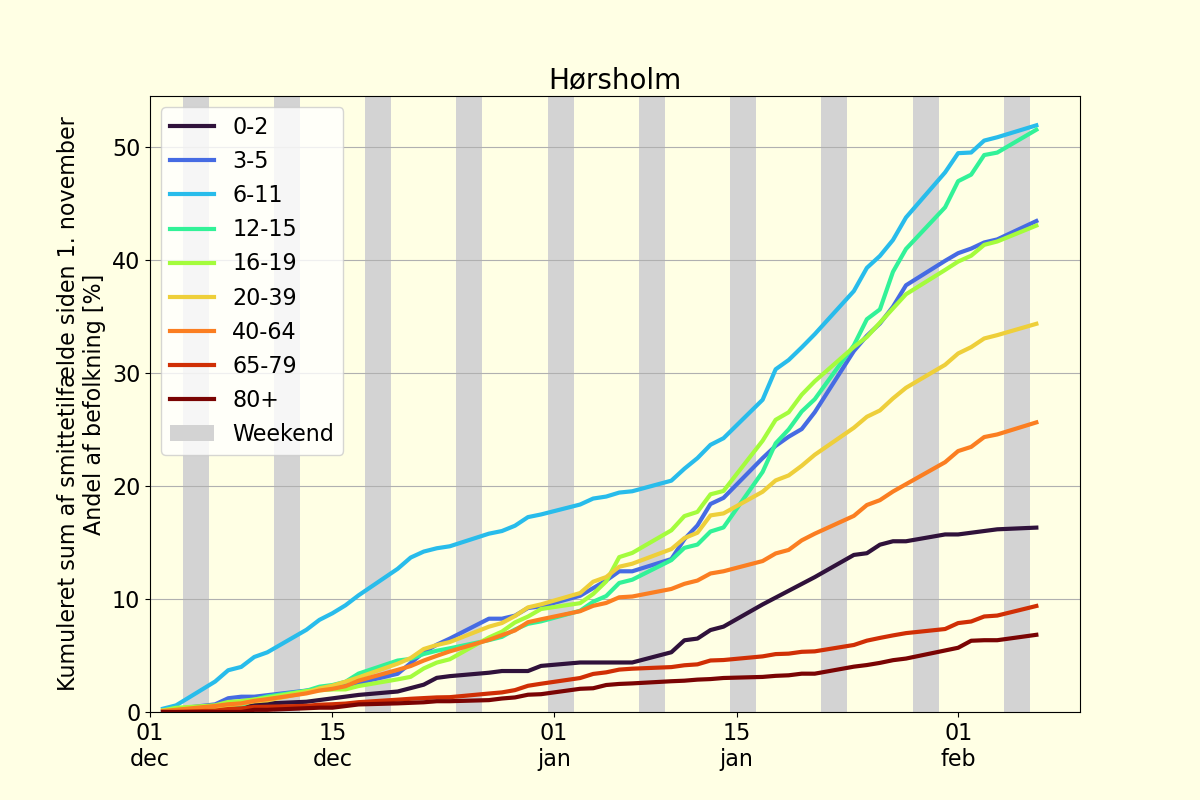 Hørsholm
Kumuleret sum af smittetilfælde siden 1. november
Andel af befolkning [%]
50
40
30
20
10
0
0-2
3-5
6-11
12-15
16-19
20-39
40-64
65-79
80+
Weekend
01 15 01 15 01
dec dec jan jan feb